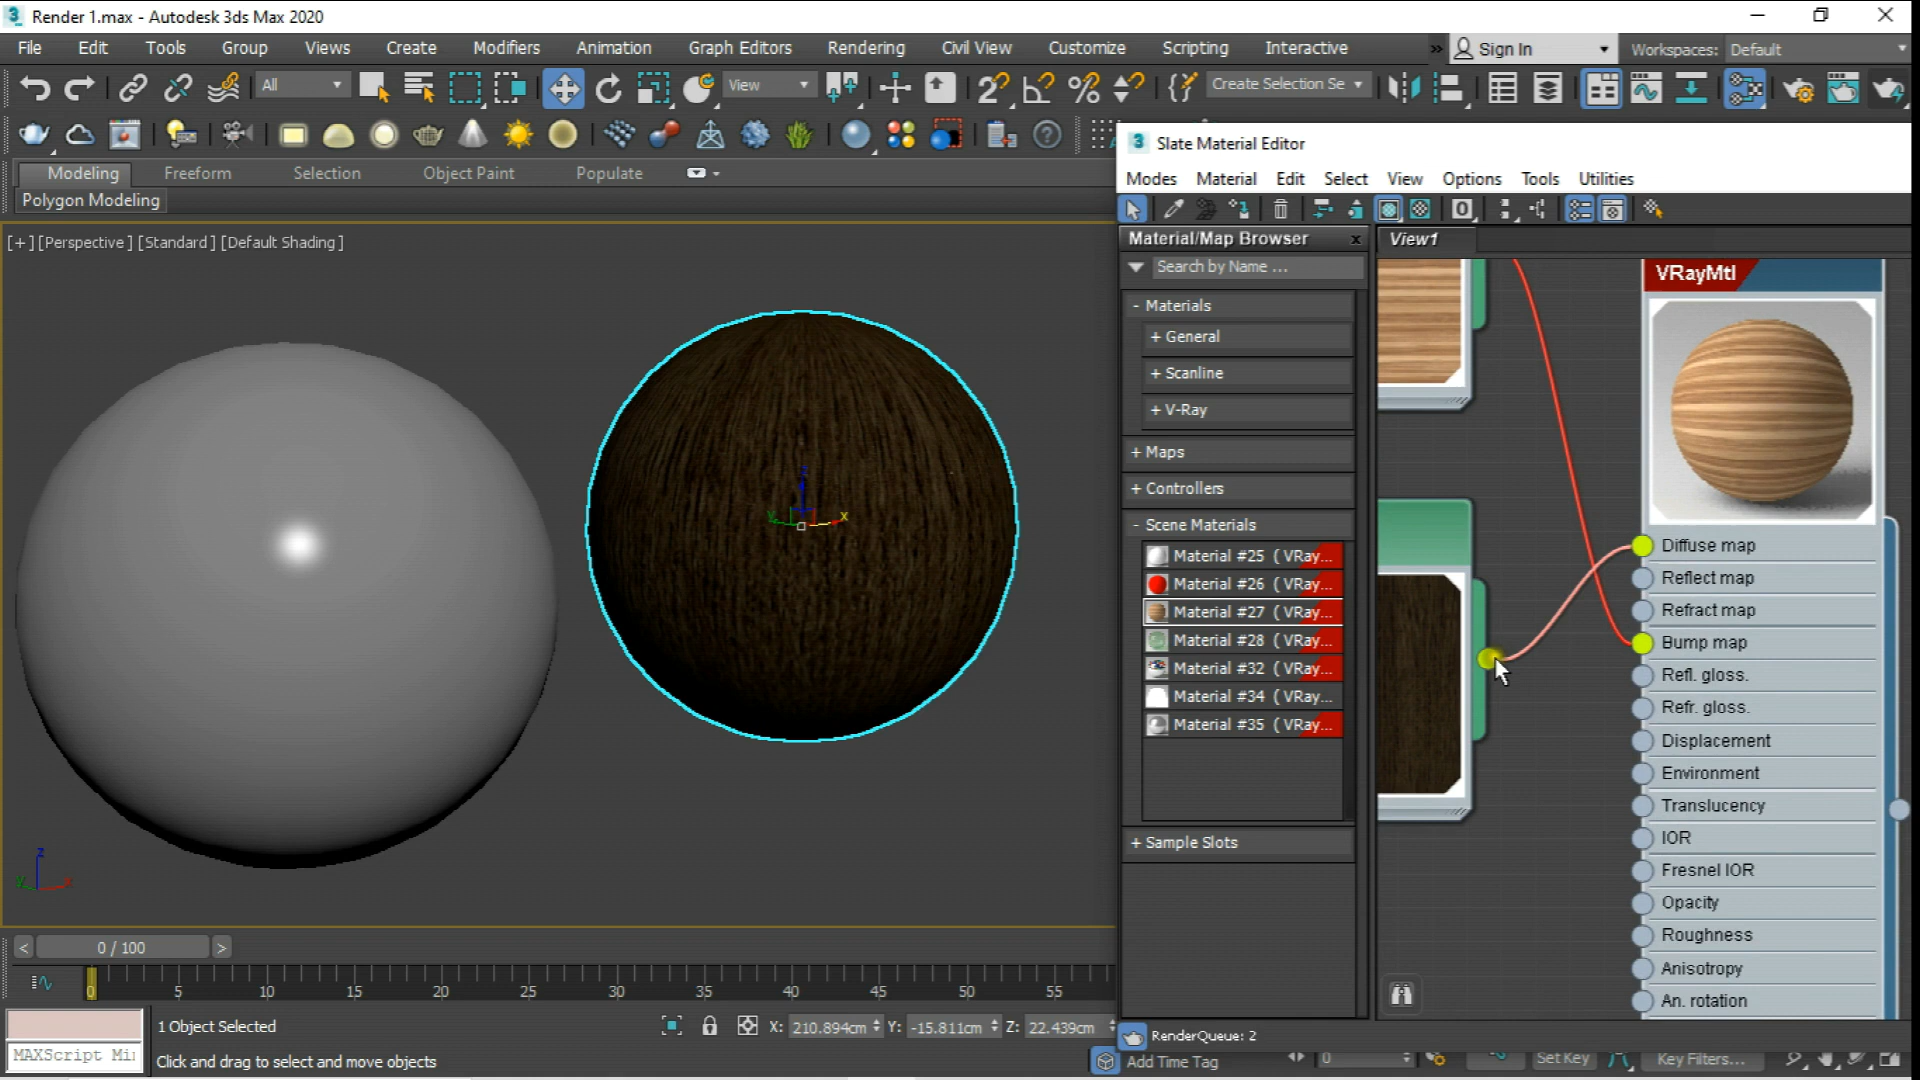 Render 1.max - Autodesk 3ds Max 2020
File Edit Tools Group Views Create Modifiers Animation Graph Editors Rendering Civil View Customize Scripting Interactive
Sign In
Workspaces: Default
All
View
Create Selection Se
Modeling Freeform Selection Object Paint Populate
Polygon Modeling
[+] [Perspective] [Standard] [Default Shading]
z
y
x
z
y
x
Slate Material Editor
Modes Material Edit Select View Options Tools Utilities
Material/Map Browser x
View1
Search by Name ...
- Materials
+ General
+ Scanline
+ V-Ray
+ Maps
+ Controllers
- Scene Materials
Material #25 ( VRay...
Material #26 ( VRay...
Material #27 ( VRay...
Material #28 ( VRay...
Material #32 ( VRay...
Material #34 ( VRay...
Material #35 ( VRay...
+ Sample Slots
VRayMtl
Diffuse map
Reflect map
Refract map
Bump map
Refl. gloss.
Refr. gloss.
Displacement
Environment
Translucency
IOR
Fresnel IOR
Opacity
Roughness
Anisotropy
An. rotation
RenderQueue: 2
< 0 / 100 >
0 5 10 15 20 25 30 35 40 45 50 55
1 Object Selected
X: 210.894cm Y: -15.811cm Z: 22.439cm
MAXScript Mi
Click and drag to select and move objects
Add Time Tag
0
Set Key
Key Filters...